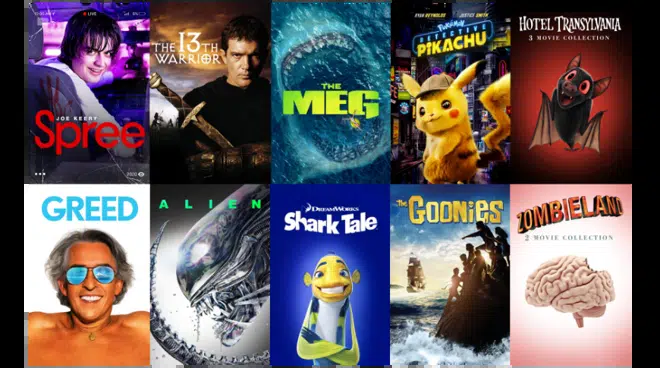 LIVE
JOE KEERY
Spree
THE
13TH
WARRIOR
THE
MEG
RYAN REYNOLDS JUSTICE SMITH
POKÉMON
DETECTIVE
PIKACHU
HOTEL TRANSYLVANIA
3 MOVIE COLLECTION
GREED
ALIEN
DREAMWORKS
Shark Tale
THE GOONIES
ZOMBIELAND
2 MOVIE COLLECTION